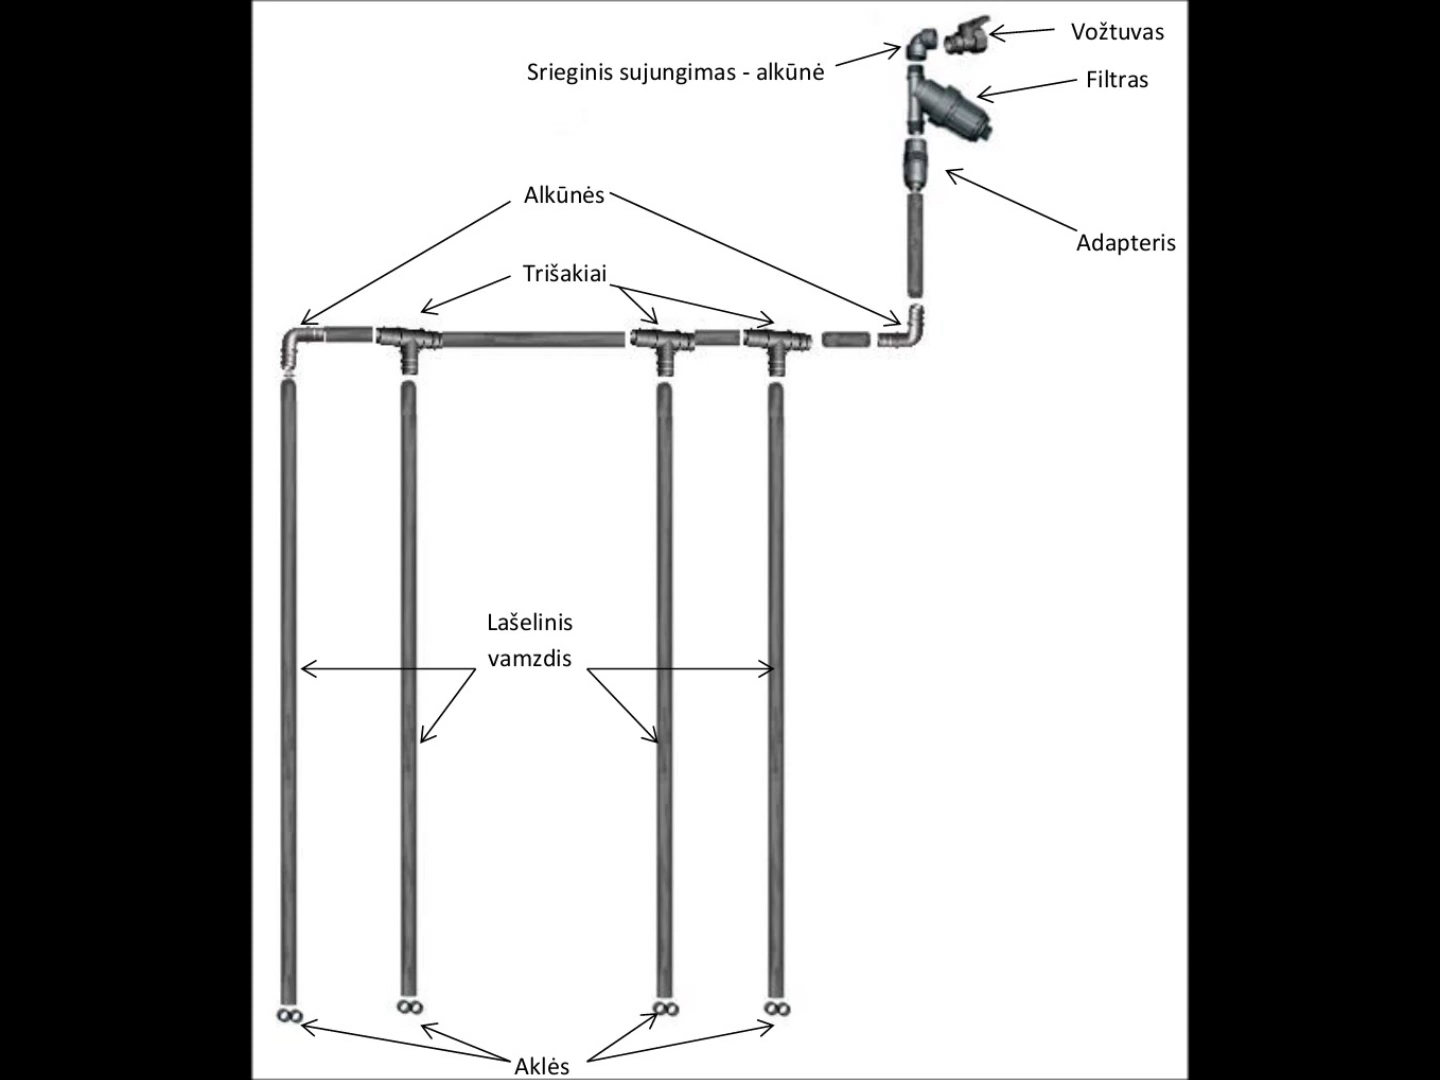 Vožtuvas
Srieginis sujungimas - alkūnė
Filtras
Alkūnės
Adapteris
Trišakiai
Lašelinis
vamzdis
Aklės